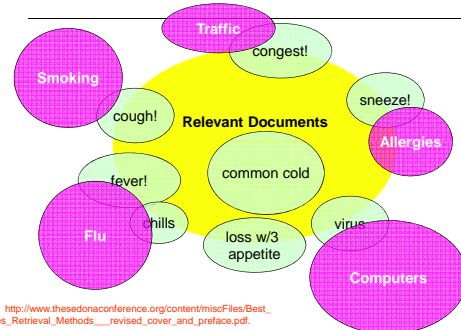 Traffic
congest!
Smoking
sneeze!
cough!
Relevant Documents
Allergies
common cold
fever!
chills
virus
Flu
loss w/3
appetite
Computers
http://www.thesedonaconference.org/content/miscFiles/Best_
es_Retrieval_Methods___revised_cover_and_preface.pdf.